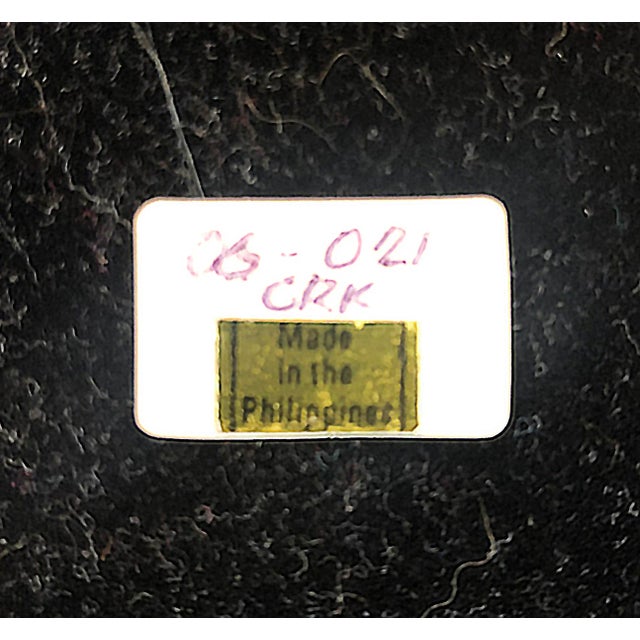 06-021
CRK
Made
in the
Philippines